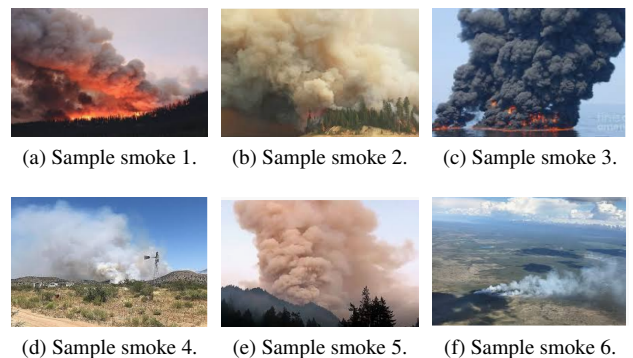 (a) Sample smoke 1.
(b) Sample smoke 2.
(c) Sample smoke 3.
(d) Sample smoke 4.
(e) Sample smoke 5.
(f) Sample smoke 6.